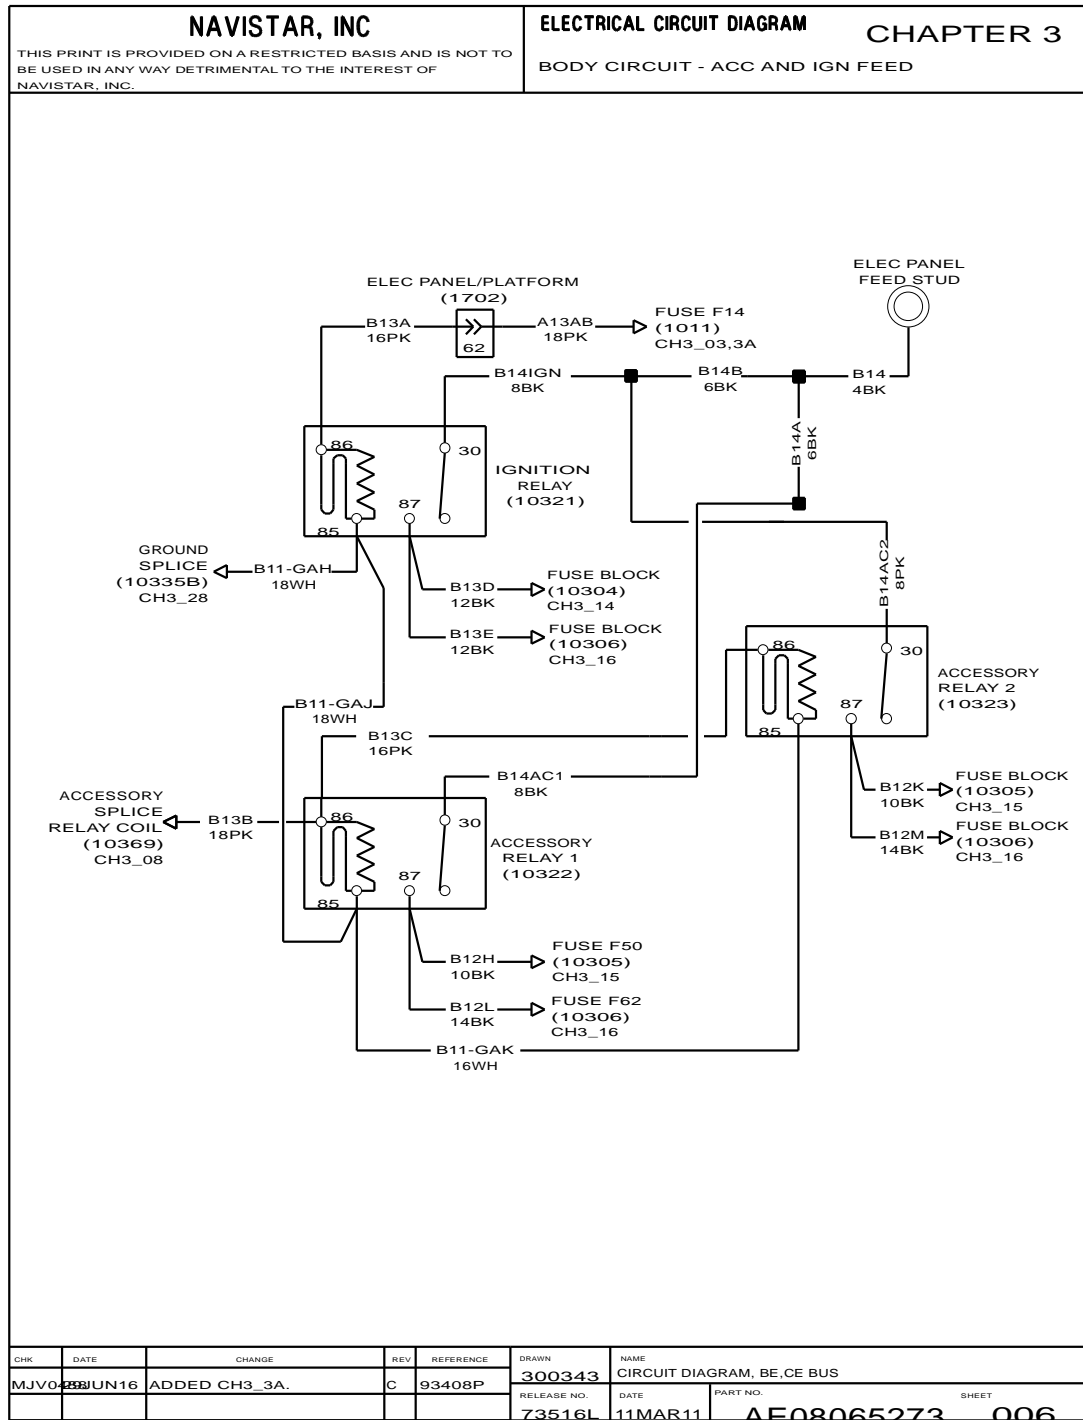 NAVISTAR, INC
THIS PRINT IS PROVIDED ON A RESTRICTED BASIS AND IS NOT TO
BE USED IN ANY WAY DETRIMENTAL TO THE INTEREST OF
NAVISTAR, INC.
ELECTRICAL CIRCUIT DIAGRAM
CHAPTER 3
BODY CIRCUIT - ACC AND IGN FEED
ELEC PANEL
FEED STUD
ELEC PANEL/PLATFORM
(1702)
B13A
16PK
62
A13AB
18PK
FUSE F14
(1011)
CH3_03,3A
B14IGN
8BK
B14B
6BK
B14
4BK
B14A
6BK
86
30
87
85
IGNITION
RELAY
(10321)
GROUND
SPLICE
(10335B)
CH3_28
B11-GAH
18WH
B13D
12BK
FUSE BLOCK
(10304)
CH3_14
B13E
12BK
FUSE BLOCK
(10306)
CH3_16
B14AC2
8PK
86
30
87
85
ACCESSORY
RELAY 2
(10323)
B11-GAJ
18WH
B13C
16PK
B14AC1
8BK
B12K
10BK
FUSE BLOCK
(10305)
CH3_15
B12M
14BK
FUSE BLOCK
(10306)
CH3_16
ACCESSORY
SPLICE
RELAY COIL
(10369)
CH3_08
B13B
18PK
86
30
87
85
ACCESSORY
RELAY 1
(10322)
B12H
10BK
FUSE F50
(10305)
CH3_15
B12L
14BK
FUSE F62
(10306)
CH3_16
B11-GAK
16WH
CHK DATE CHANGE REV REFERENCE
ADDED CH3_3A. C 93408P
DRAWN
300343
NAME
CIRCUIT DIAGRAM, BE,CE BUS
RELEASE NO.
73516L
DATE
11MAR11
PART NO.
AE08065273
SHEET
006